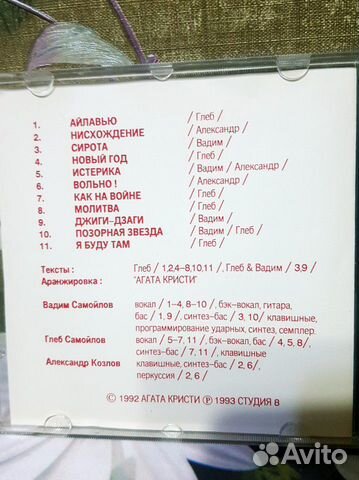 1. АЙЛАВЬЮ / Глеб /
2. НИСХОЖДЕНИЕ / Александр /
3. СИРОТА / Вадим /
4. НОВЫЙ ГОД / Глеб /
5. ИСТЕРИКА / Вадим / Александр /
6. ВОЛЬНО ! / Александр /
7. КАК НА ВОЙНЕ / Глеб /
8. МОЛИТВА / Глеб /
9. ДЖИГИ-ДЗАГИ / Вадим /
10. ПОЗОРНАЯ ЗВЕЗДА / Вадим / Глеб /
11. Я БУДУ ТАМ / Глеб /
Тексты : Глеб / 1,2,4-8,10,11 /, Глеб & Вадим / 3,9 /
Аранжировка : "АГАТА КРИСТИ"
Вадим Самойлов вокал / 1-4, 8-10 /, бэк-вокал, гитара,
бас / 1, 9 /, синтез-бас / 3, 10/ клавишные,
программирование ударных, синтез, семплер.
Глеб Самойлов вокал / 5-7, 11/, бэк-вокал, бас / 4, 5, 8/,
синтез-бас / 7, 11/, клавишные
Александр Козлов клавишные, синтез-бас / 2, 6/,
перкуссия / 2, 6 /
© 1992 АГАТА КРИСТИ Ⓟ 1993 СТУДИЯ 8
Avito